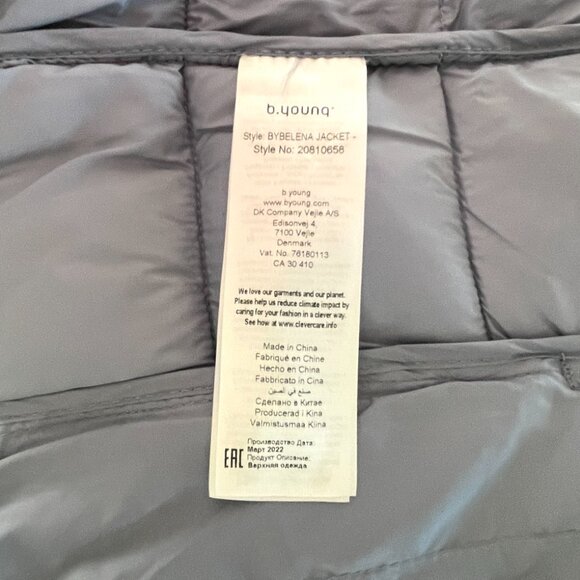 b.young
Style: BYBELENA JACKET -
Style No: 20810658
b.young
www.byoung.com
DK Company Vejle A/S
Edisonvej 4,
7100 Vejle
Denmark
Vat. No. 76180113
CA 30 410
We love our garments and our planet.
Please help us reduce climate impact by
caring for your fashion in a clever way.
See how at www.clevercare.info
Made in China
Fabriqué en Chine
Hecho en China
Fabbricato in Cina
صنع في الصين
Сделано в Китае
Producerad i Kina
Valmistusmaa Kiina
Производство Дата:
Март 2022
EAC Продукт Описание:
Верхняя одежда